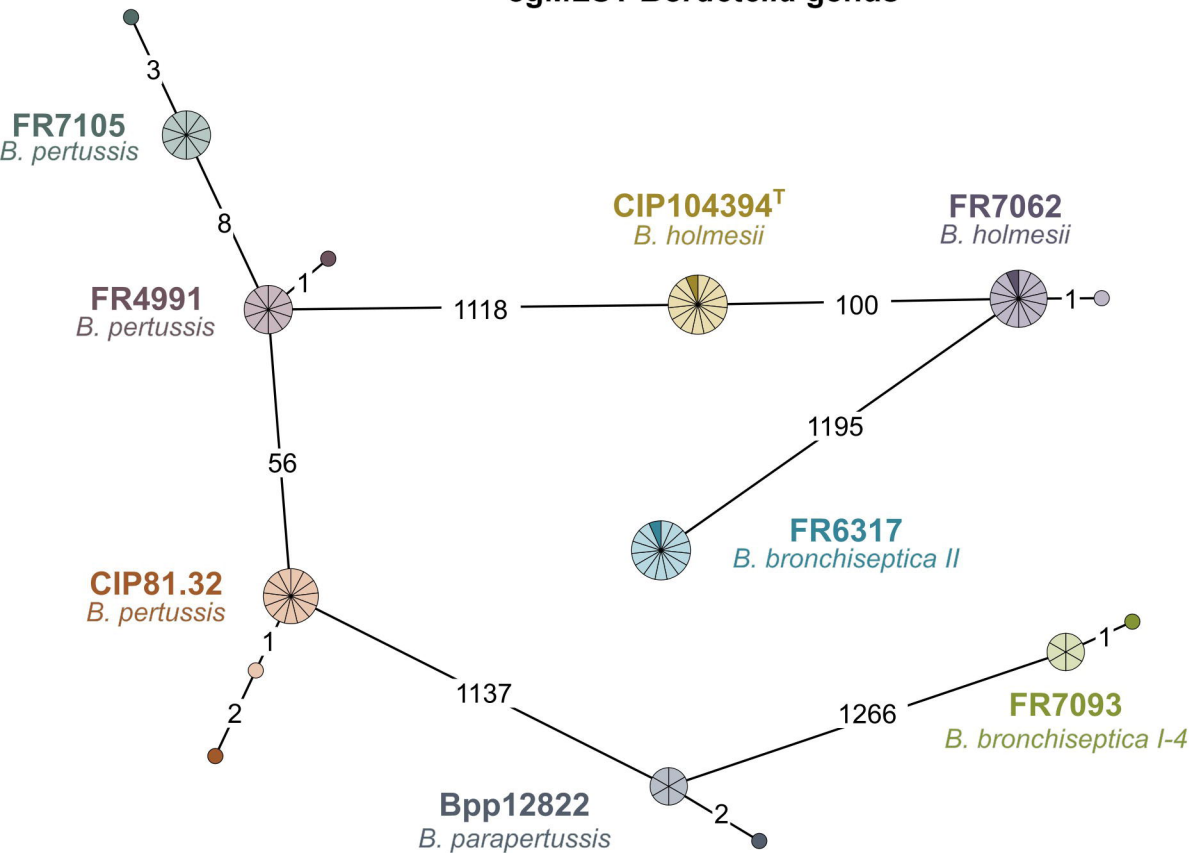 3
FR7105
B. pertussis
8
CIP104394T
B. holmesii
FR7062
B. holmesii
1
FR4991
B. pertussis
1118
100
1
1195
56
FR6317
B. bronchiseptica II
CIP81.32
B. pertussis
1
2
1137
1
1266
FR7093
B. bronchiseptica I-4
Bpp12822
B. parapertussis
2